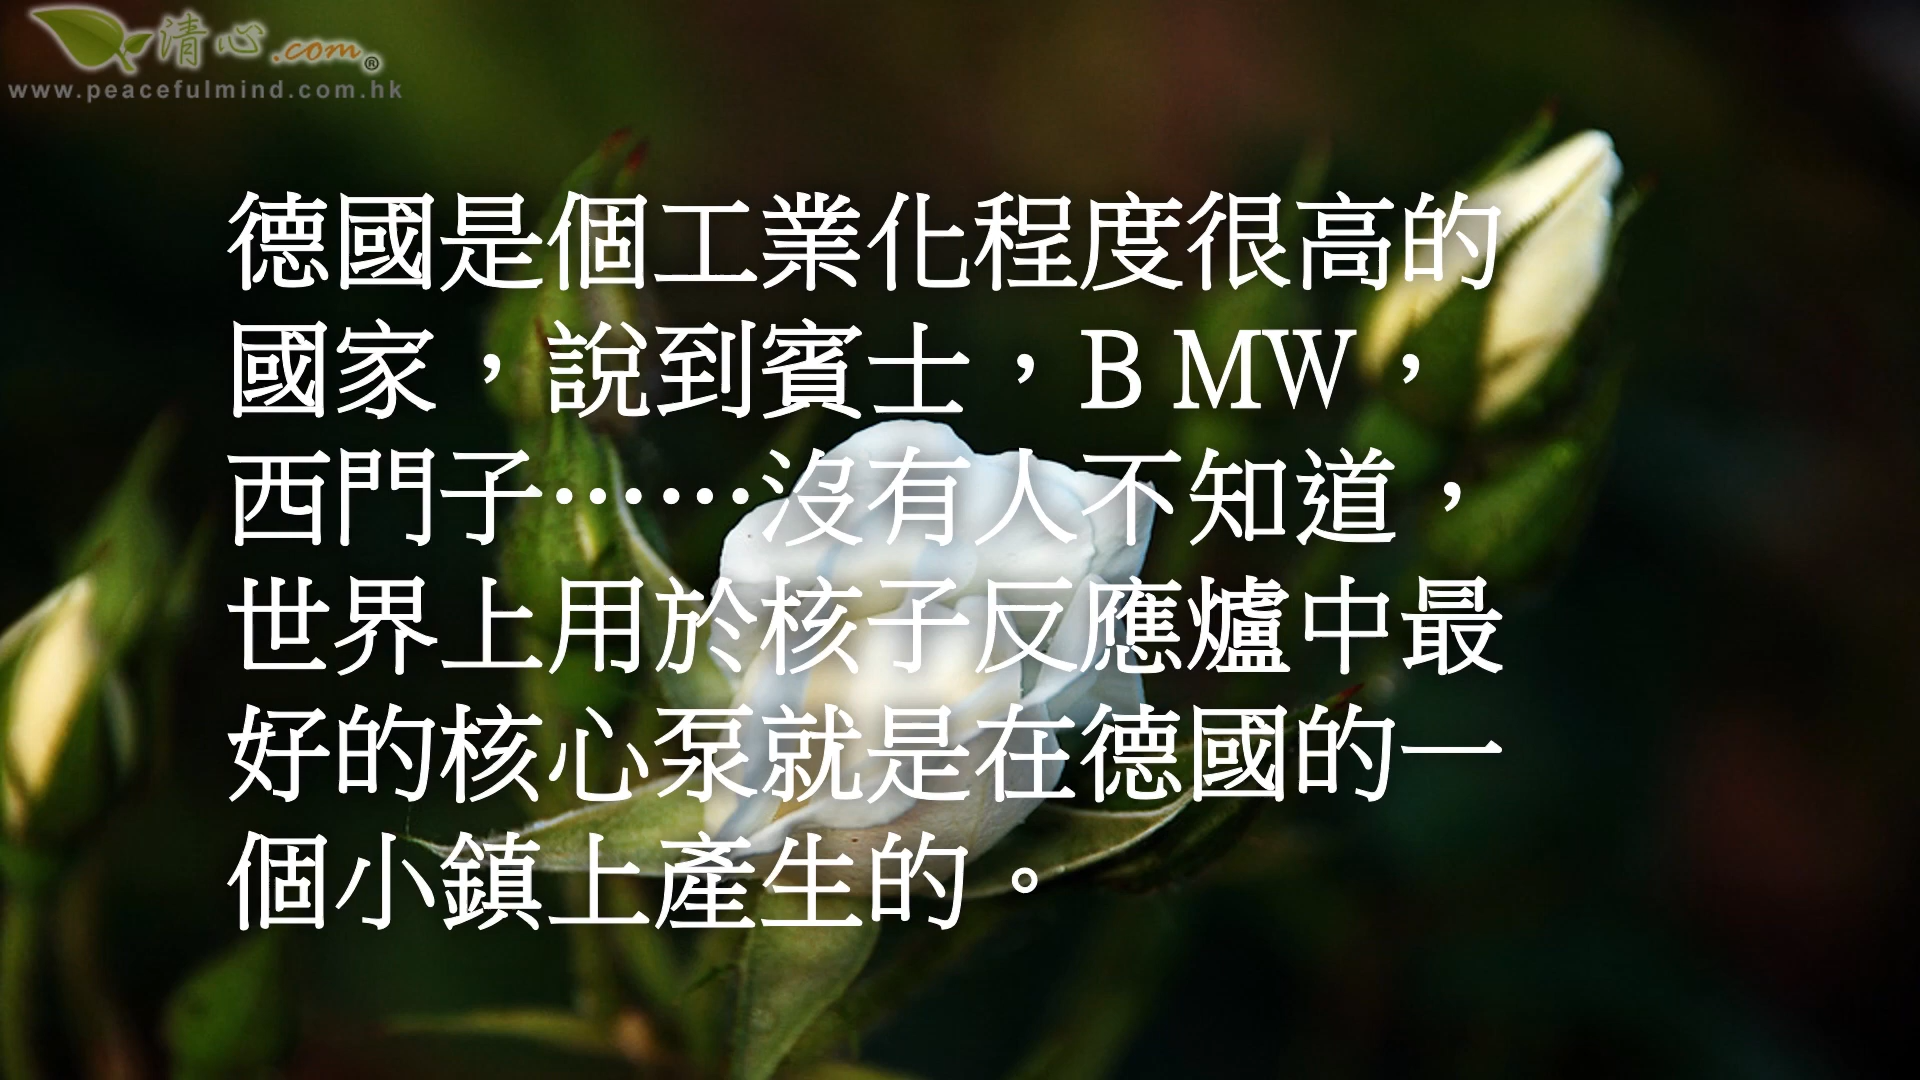 清心.com®
www.peacefulmind.com.hk
德國是個工業化程度很高的
國家，說到賓士，B MW，
西門子……沒有人不知道，
世界上用於核子反應爐中最
好的核心泵就是在德國的一
個小鎮上產生的。